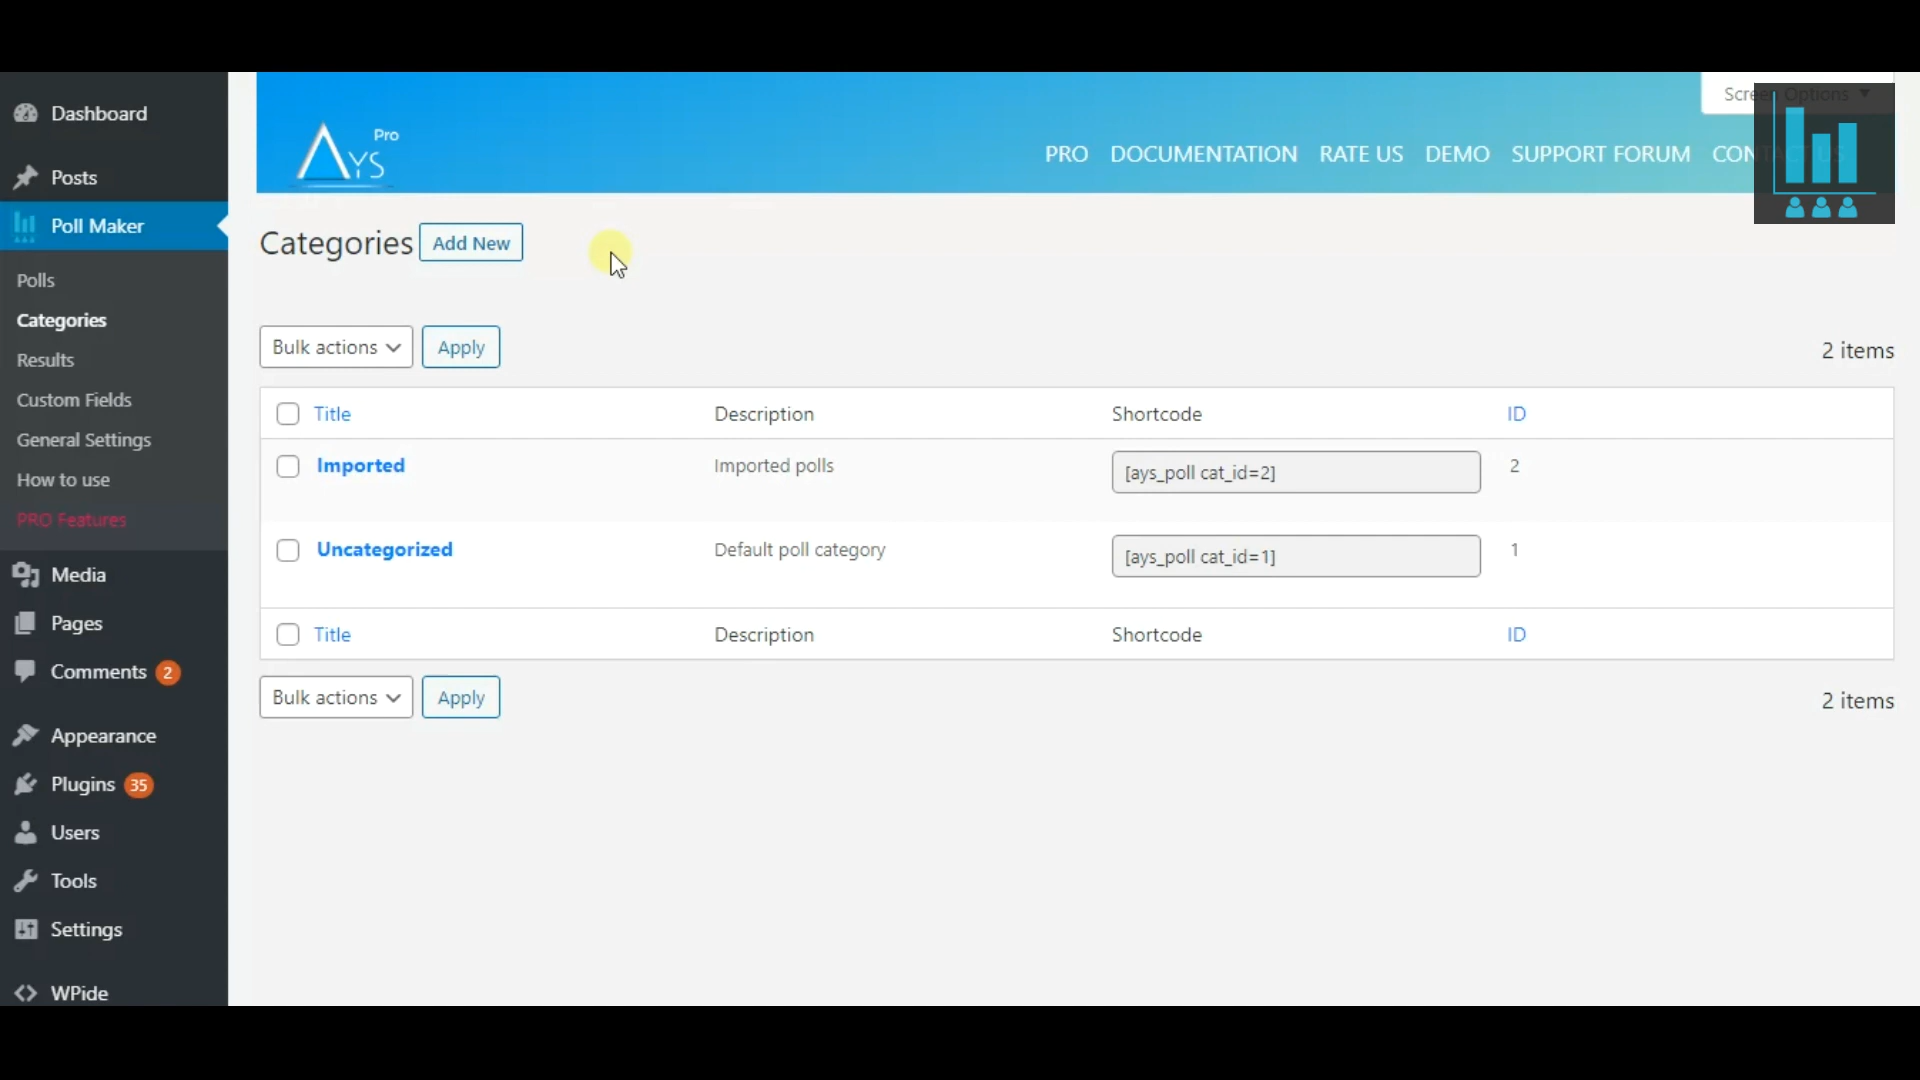 Dashboard
Posts
Poll Maker
Polls
Categories
Results
Custom Fields
General Settings
How to use
PRO Features
Media
Pages
Comments 2
Appearance
Plugins 35
Users
Tools
Settings
WPide
Screen Options
AYS Pro
PRO DOCUMENTATION RATE US DEMO SUPPORT FORUM CONTACT US
Categories Add New
Bulk actions Apply 2 items
Title Description Shortcode ID
Imported Imported polls [ays_poll cat_id=2] 2
Uncategorized Default poll category [ays_poll cat_id=1] 1
Title Description Shortcode ID
Bulk actions Apply 2 items